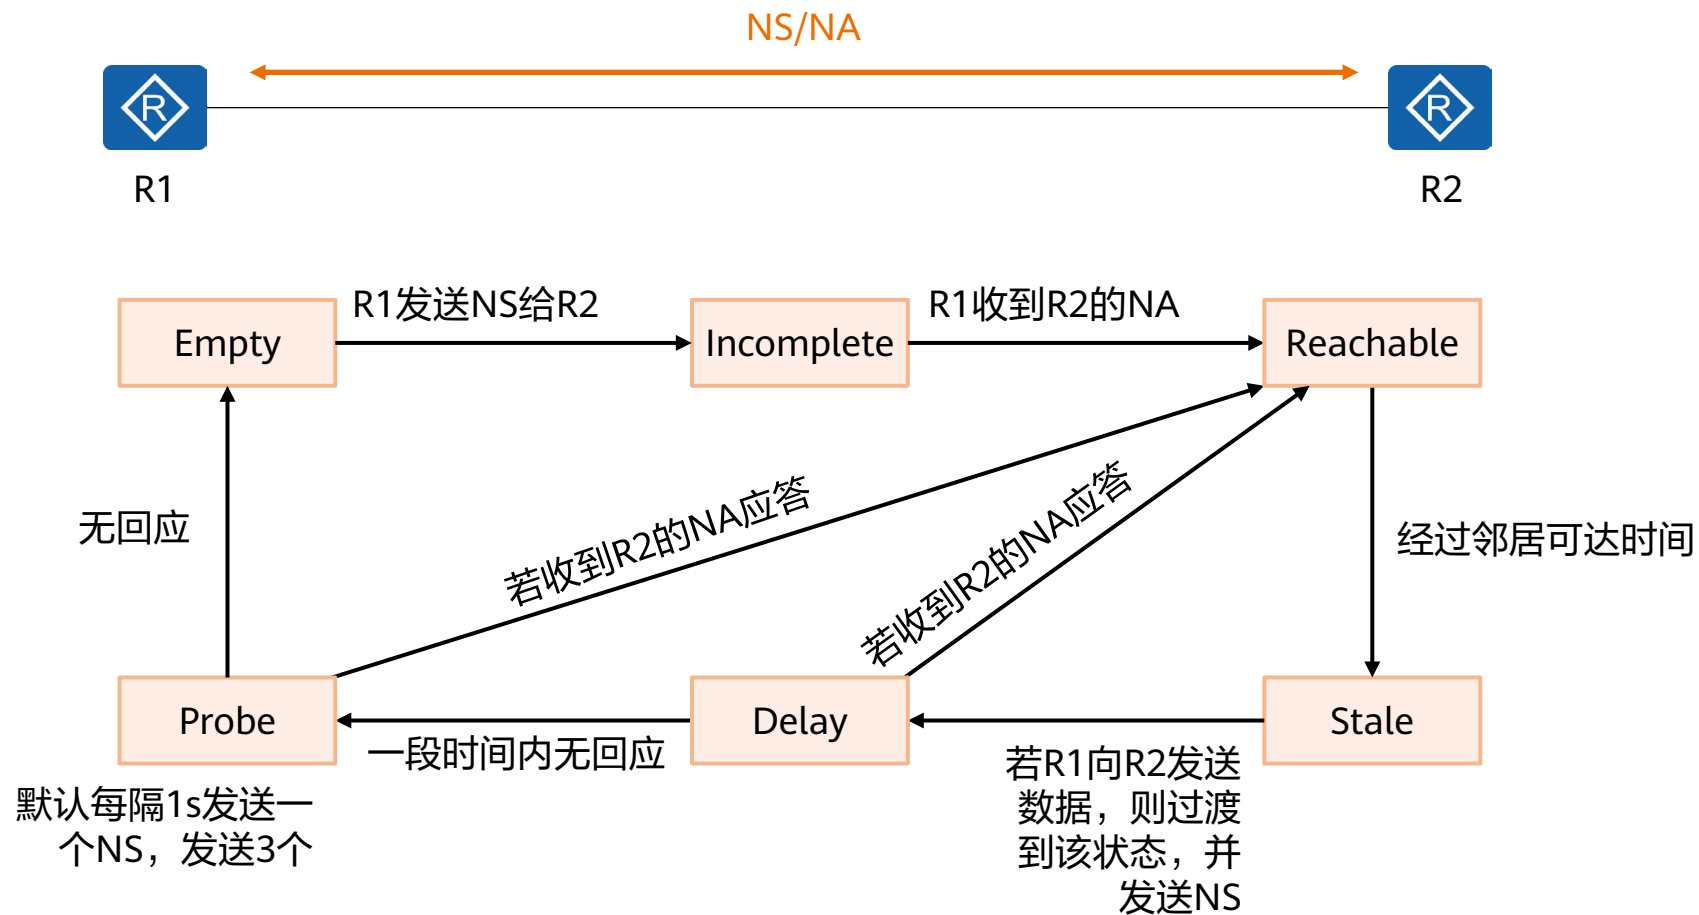 NS/NA
R
R
R1
R2
R1发送NS给R2
R1收到R2的NA
Empty
Incomplete
Reachable
若收到R2的NA应答
若收到R2的NA应答
无回应
经过邻居可达时间
Probe
Delay
Stale
一段时间内无回应
若R1向R2发送
数据，则过渡
到该状态，并
发送NS
默认每隔1s发送一
个NS，发送3个